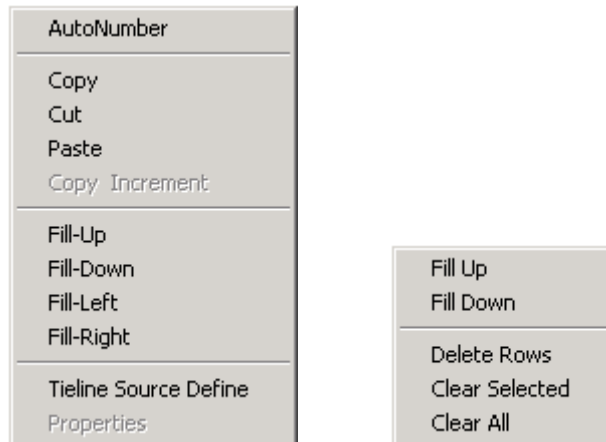 AutoNumber
Copy
Cut
Paste
Copy Increment
Fill-Up
Fill-Down
Fill-Left
Fill-Right
Tieline Source Define
Properties
Fill Up
Fill Down
Delete Rows
Clear Selected
Clear All